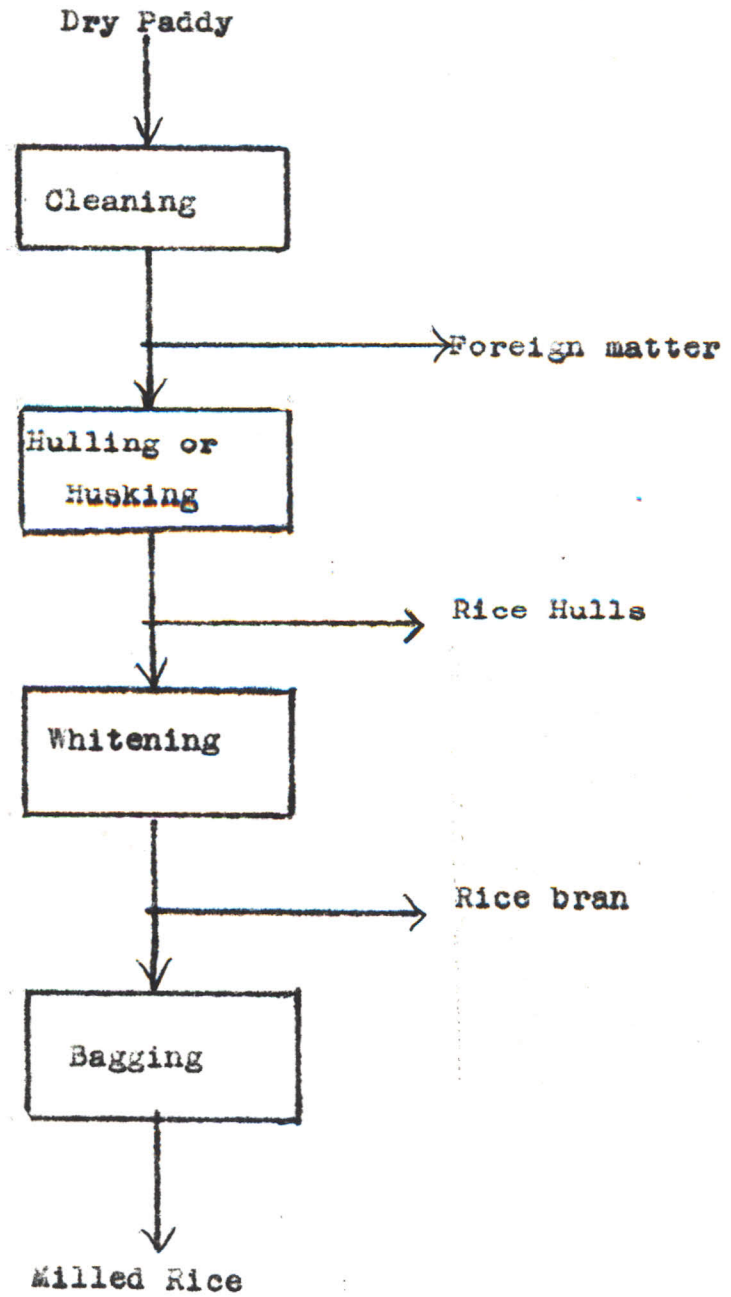 Dry Paddy
Cleaning
Foreign matter
Hulling or
Husking
Rice Hulls
Whitening
Rice bran
Bagging
Milled Rice